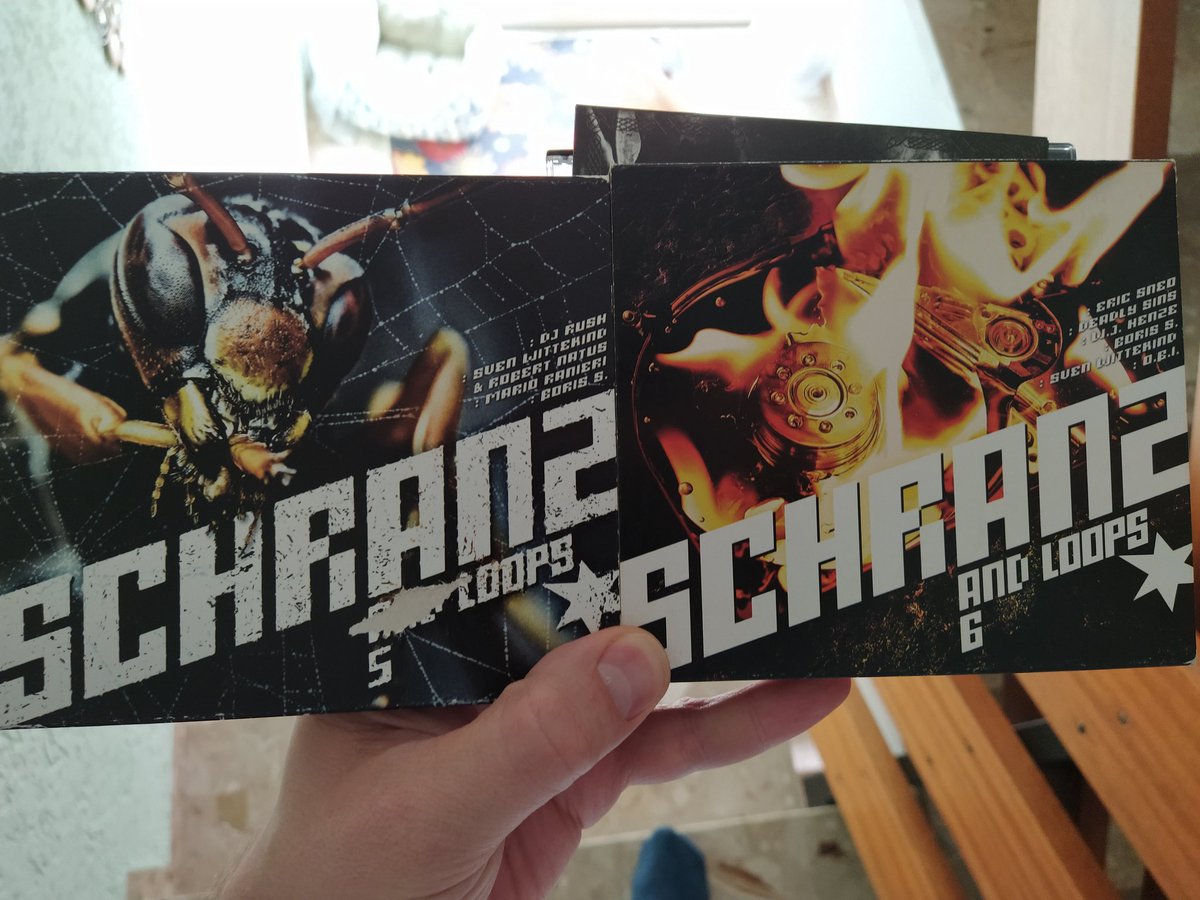 : DJ RUSH
: SVEN WITTEKIND
& ROBERT NATUS
: MARIO RANIERI
BORIS S.
SCHRANZ
LOOPS
5
: ERIC SNEO
: DEADLY SINS
: D.J. HENZE
BORIS S.
: SVEN WITTEKIND
: O.B.I.
SCHRANZ
AND LOOPS
6